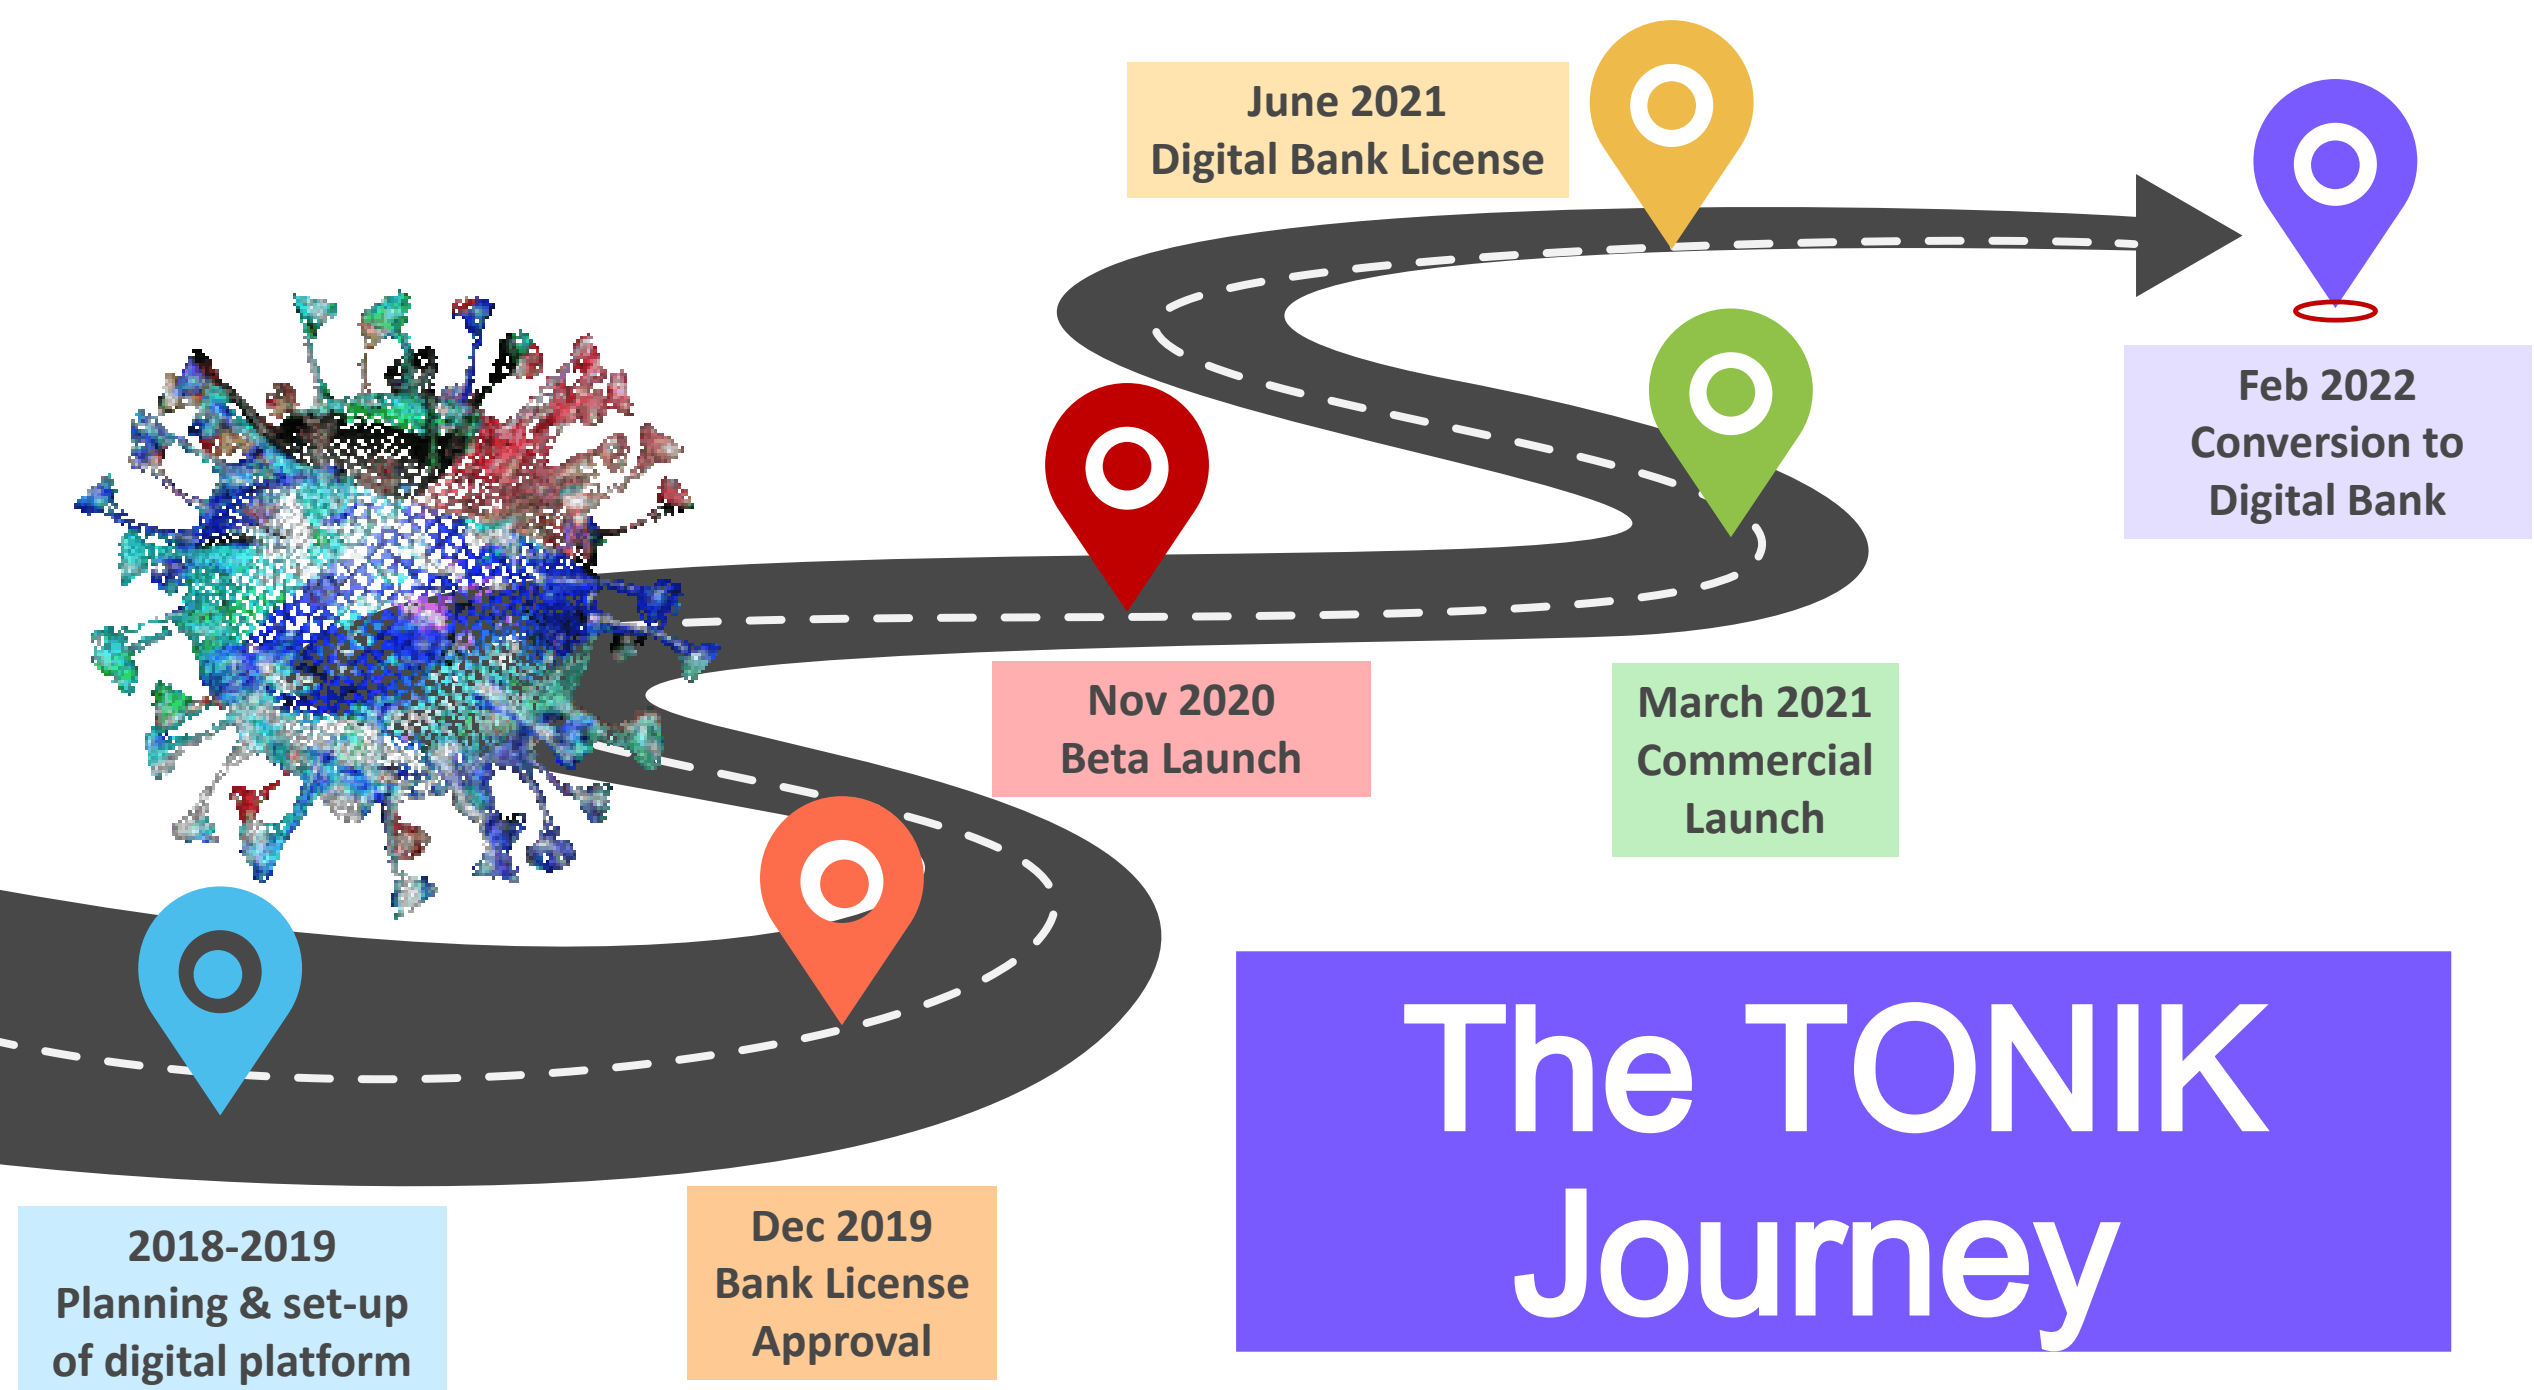 June 2021
Digital Bank License
Feb 2022
Conversion to
Digital Bank
Nov 2020
Beta Launch
March 2021
Commercial
Launch
2018-2019
Planning & set-up
of digital platform
Dec 2019
Bank License
Approval
The TONIK
Journey